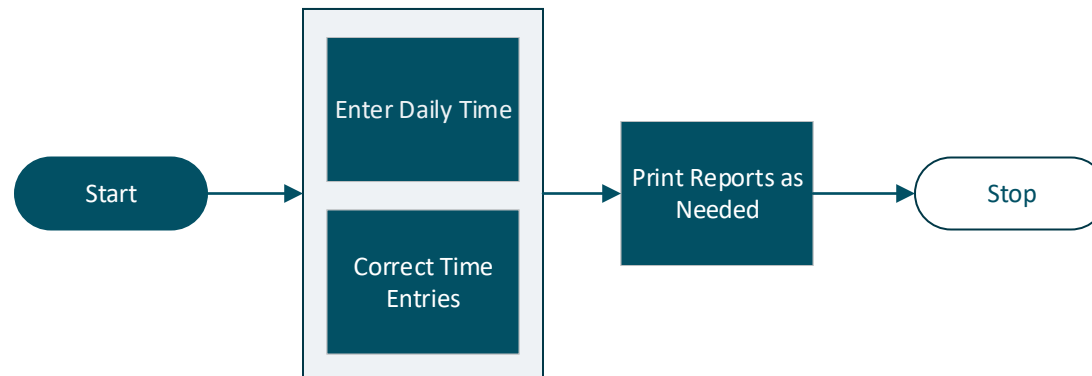 Start
Enter Daily Time
Correct Time
Entries
Print Reports as
Needed
Stop